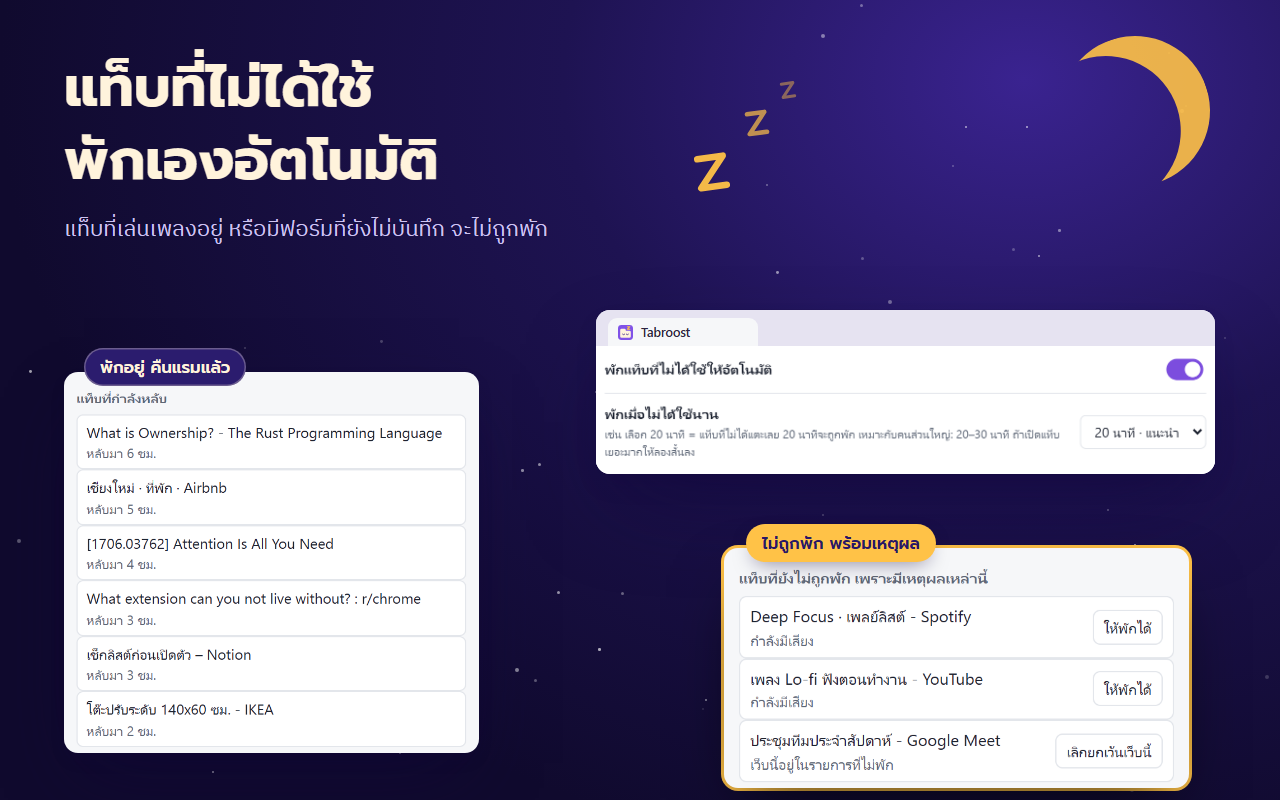 แท็บที่ไม่ได้ใช้
พักเองอัตโนมัติ
แท็บที่เล่นเพลงอยู่ หรือมีฟอร์มที่ยังไม่บันทึก จะไม่ถูกพัก
z
z
z
Tabroost
พักแท็บที่ไม่ได้ใช้ให้อัตโนมัติ
พักเมื่อไม่ได้ใช้นาน
เช่น เลือก 20 นาที = แท็บที่ไม่ได้แตะเลย 20 นาทีจะถูกพัก เหมาะกับคนส่วนใหญ่: 20–30 นาที ถ้าเปิดแท็บ
เยอะมากให้ลองสั้นลง
20 นาที · แนะนำ
พักอยู่ คืนแรมแล้ว
แท็บที่กำลังหลับ
What is Ownership? - The Rust Programming Language
หลับมา 6 ชม.
เชียงใหม่ · ที่พัก · Airbnb
หลับมา 5 ชม.
[1706.03762] Attention Is All You Need
หลับมา 4 ชม.
What extension can you not live without? : r/chrome
หลับมา 3 ชม.
เช็กลิสต์ก่อนเปิดตัว – Notion
หลับมา 3 ชม.
โต๊ะปรับระดับ 140x60 ซม. - IKEA
หลับมา 2 ชม.
ไม่ถูกพัก พร้อมเหตุผล
แท็บที่ยังไม่ถูกพัก เพราะมีเหตุผลเหล่านี้
Deep Focus · เพลย์ลิสต์ - Spotify
กำลังมีเสียง
ให้พักได้
เพลง Lo-fi ฟังตอนทำงาน - YouTube
กำลังมีเสียง
ให้พักได้
ประชุมทีมประจำสัปดาห์ - Google Meet
เว็บนี้อยู่ในรายการที่ไม่พัก
เลิกยกเว้นเว็บนี้